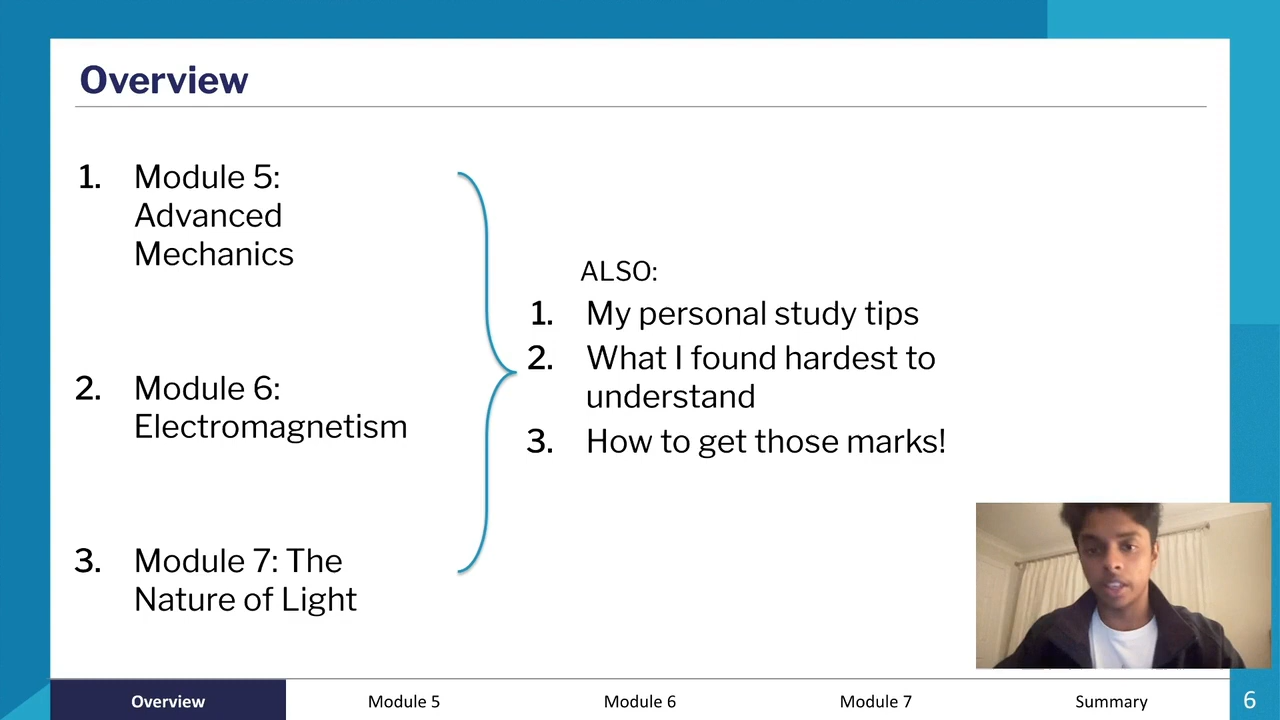 Overview
1. Module 5:
Advanced
Mechanics
2. Module 6:
Electromagnetism
3. Module 7: The
Nature of Light
ALSO:
1. My personal study tips
2. What I found hardest to
understand
3. How to get those marks!
Overview Module 5 Module 6 Module 7 Summary 6